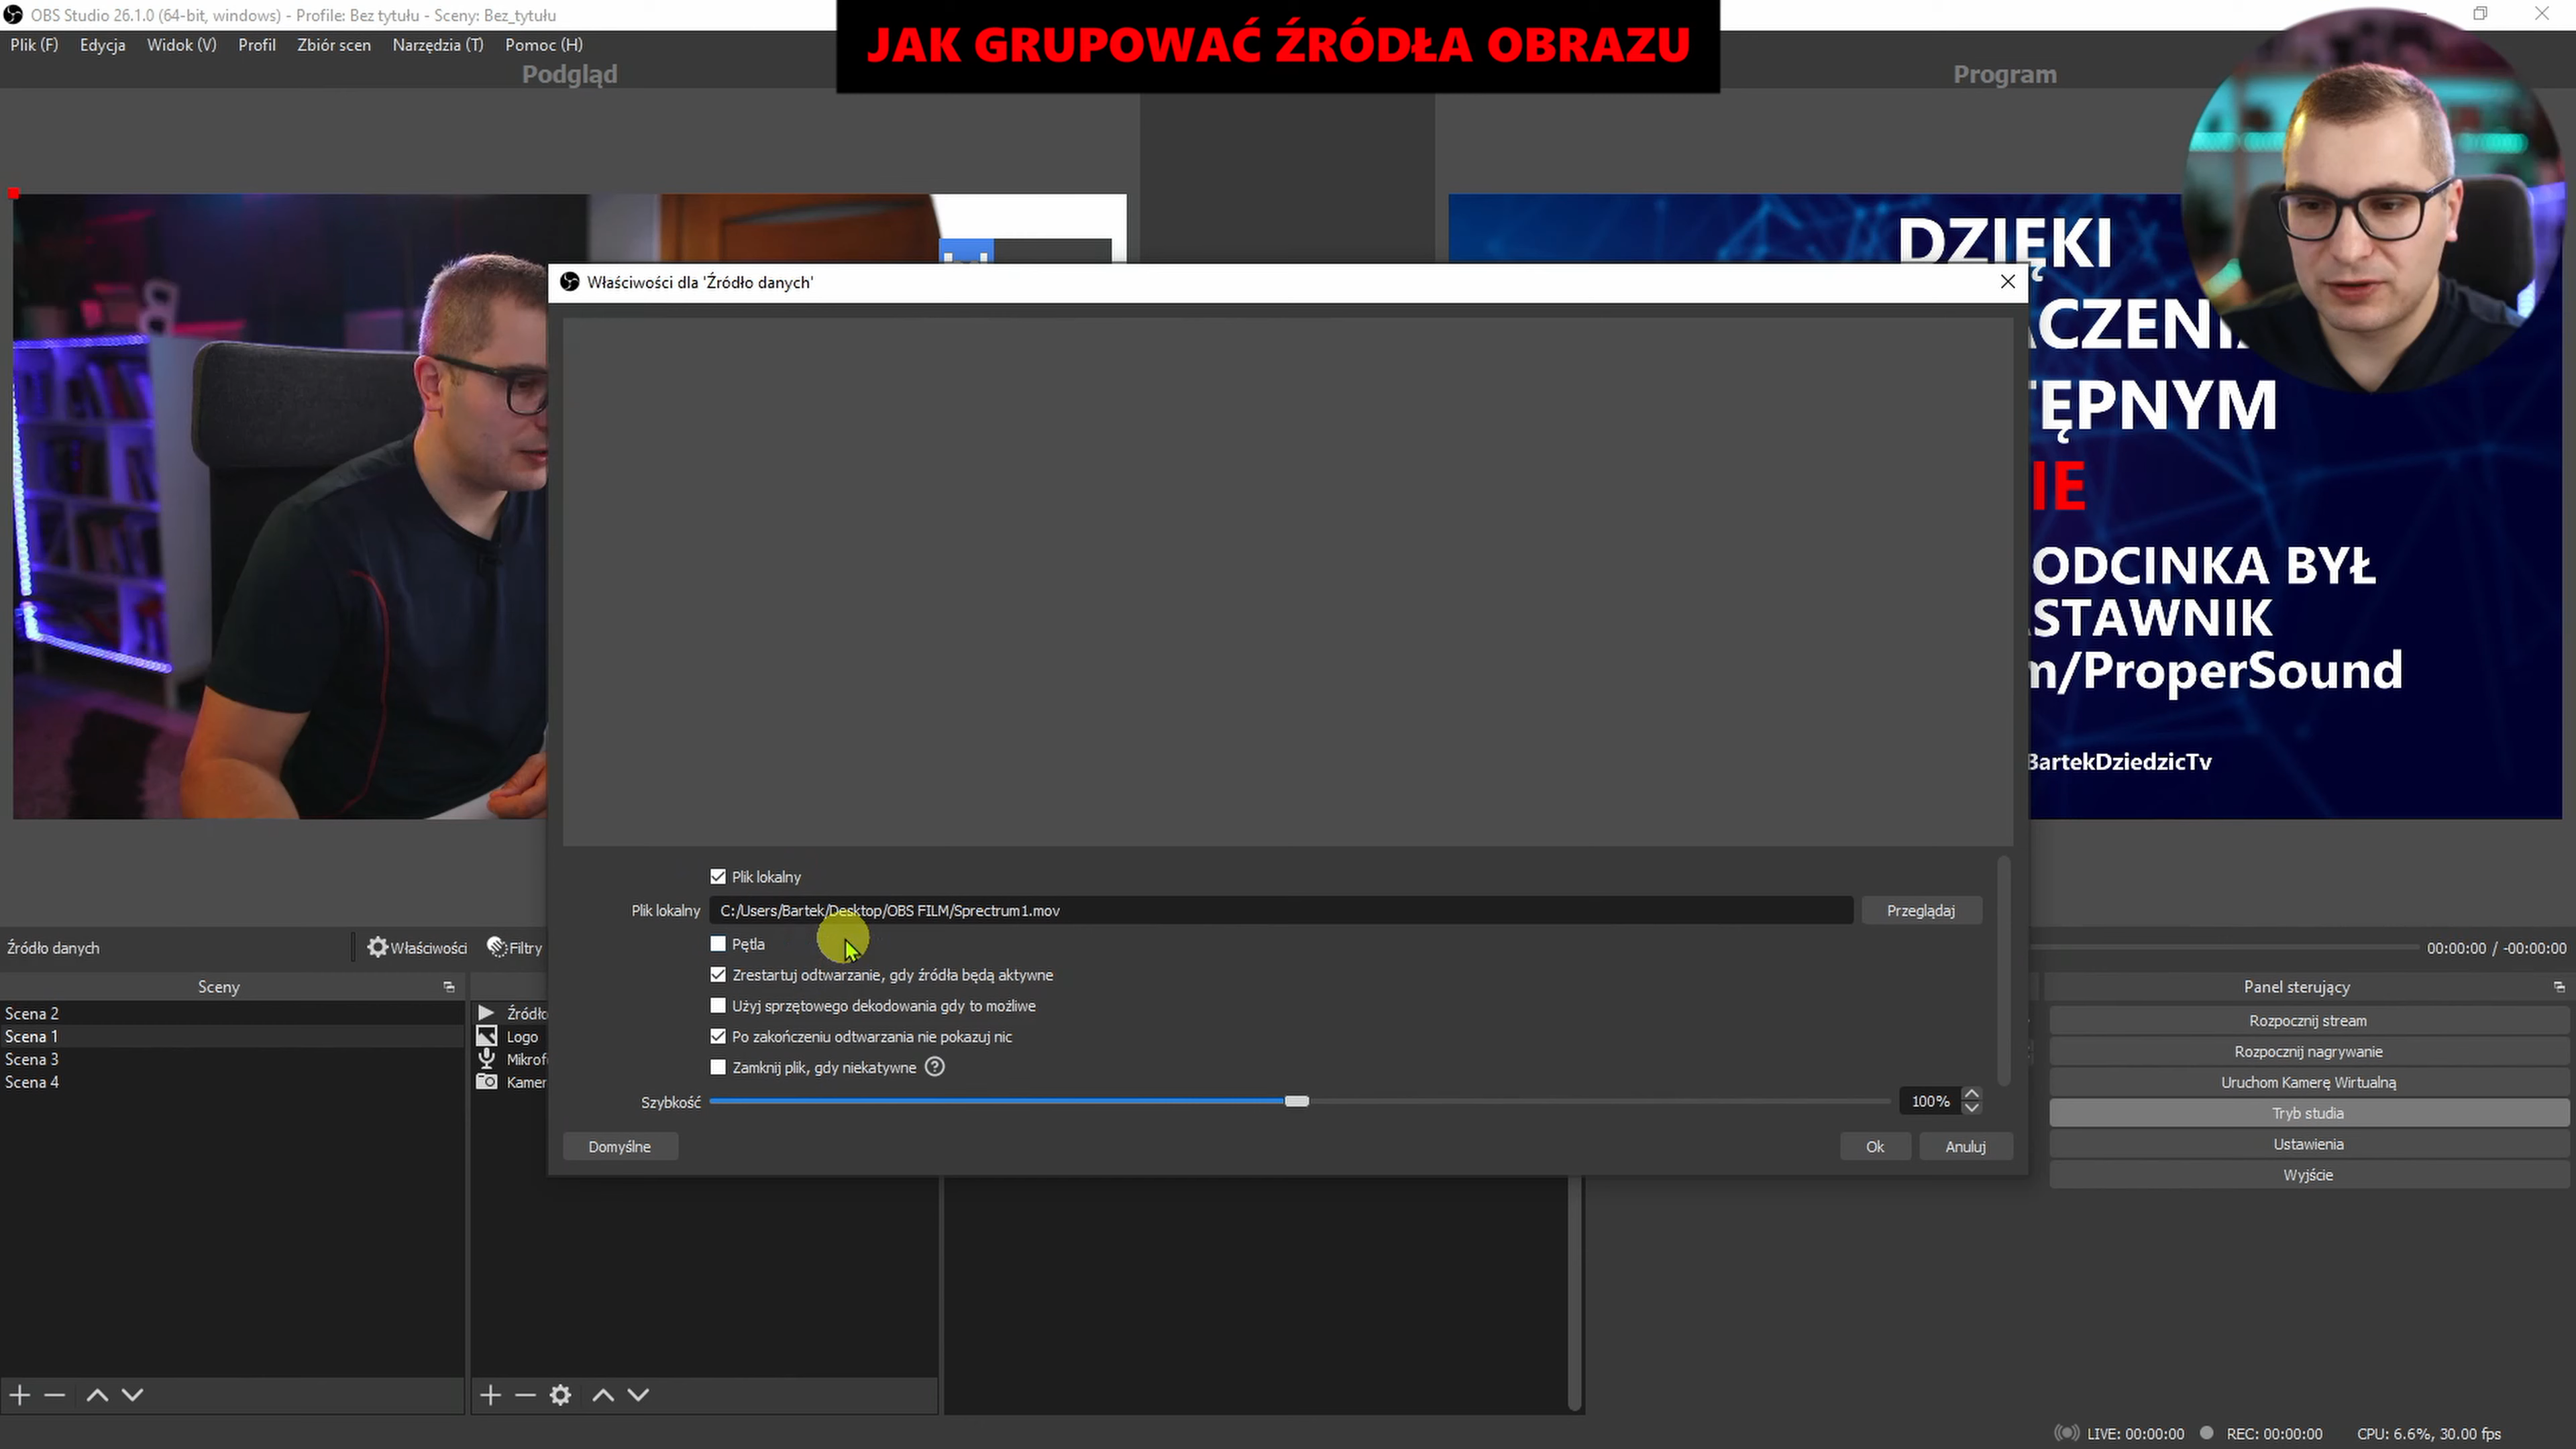 OBS Studio 26.1.0 (64-bit, windows) - Profile: Bez tytułu - Sceny: Bez_tytułu
Plik (F) Edycja Widok (V) Profil Zbiór scen Narzędzia (T) Pomoc (H)
JAK GRUPOWAĆ ŹRÓDŁA OBRAZU
Podgląd
Program
DZIĘKI
TĘPNYM
ODCINKA BYŁ
m/ProperSound
BartekDziedzicTv
Właściwości dla 'Źródło danych'
Plik lokalny
Plik lokalny C:/Users/Bartek/Desktop/OBS FILM/Sprectrum1.mov Przeglądaj
Pętla
Zrestartuj odtwarzanie, gdy źródła będą aktywne
Użyj sprzętowego dekodowania gdy to możliwe
Po zakończeniu odtwarzania nie pokazuj nic
Zamknij plik, gdy niekatywne ?
Szybkość 100%
Domyślne Ok Anuluj
Źródło danych Właściwości Filtry
00:00:00 / -00:00:00
Sceny
Scena 2
Scena 1
Scena 3
Scena 4
Źródło
Logo
Mikrof
Kamer
Panel sterujący
Rozpocznij stream
Rozpocznij nagrywanie
Uruchom Kamerę Wirtualną
Tryb studia
Ustawienia
Wyjście
LIVE: 00:00:00 REC: 00:00:00 CPU: 6.6%, 30.00 fps